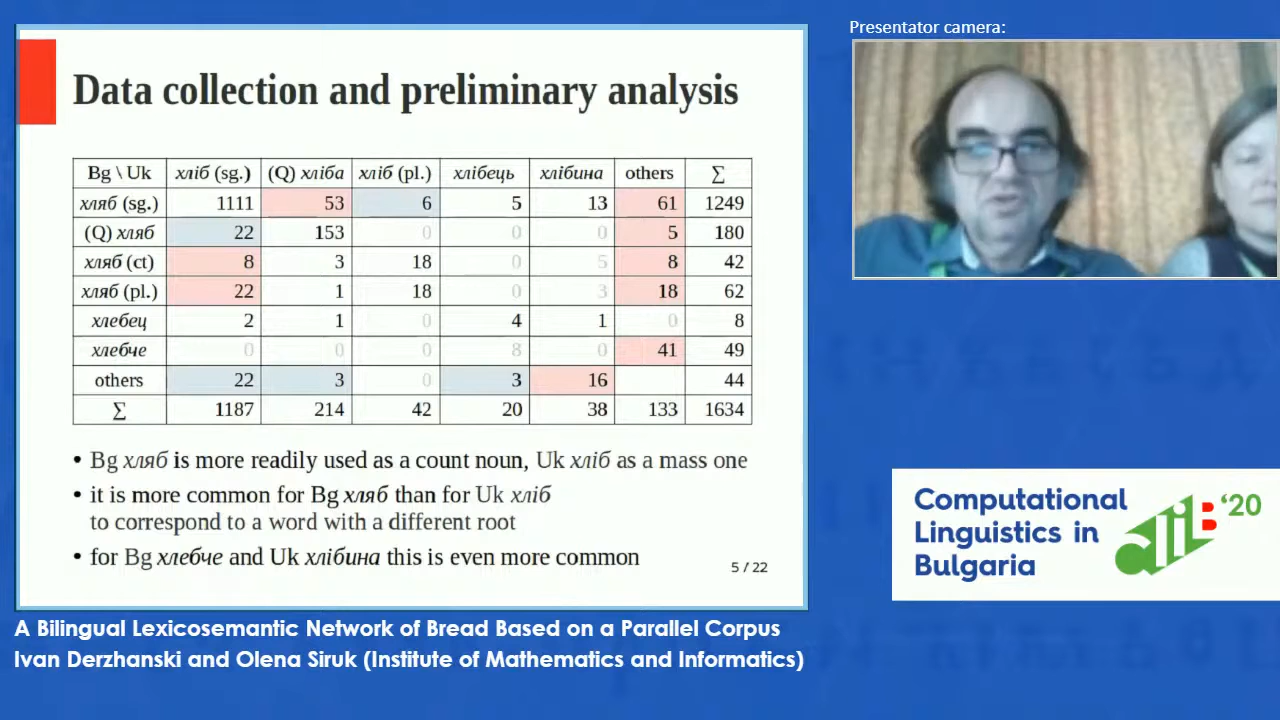 Presentator camera:
Data collection and preliminary analysis
Bg \ Uk хліб (sg.) (Q) хліба хліб (pl.) хлібець хлібина others ∑
хляб (sg.) 1111 53 6 5 13 61 1249
(Q) хляб 22 153 0 0 0 5 180
хляб (ct) 8 3 18 0 5 8 42
хляб (pl.) 22 1 18 0 3 18 62
хлебец 2 1 0 4 1 0 8
хлебче 0 0 0 8 0 41 49
others 22 3 0 3 16 44
∑ 1187 214 42 20 38 133 1634
• Bg хляб is more readily used as a count noun, Uk хліб as a mass one
• it is more common for Bg хляб than for Uk хліб
to correspond to a word with a different root
• for Bg хлебче and Uk хлібина this is even more common
5 / 22
Computational
Linguistics in
Bulgaria
clib '20
A Bilingual Lexicosemantic Network of Bread Based on a Parallel Corpus
Ivan Derzhanski and Olena Siruk (Institute of Mathematics and Informatics)